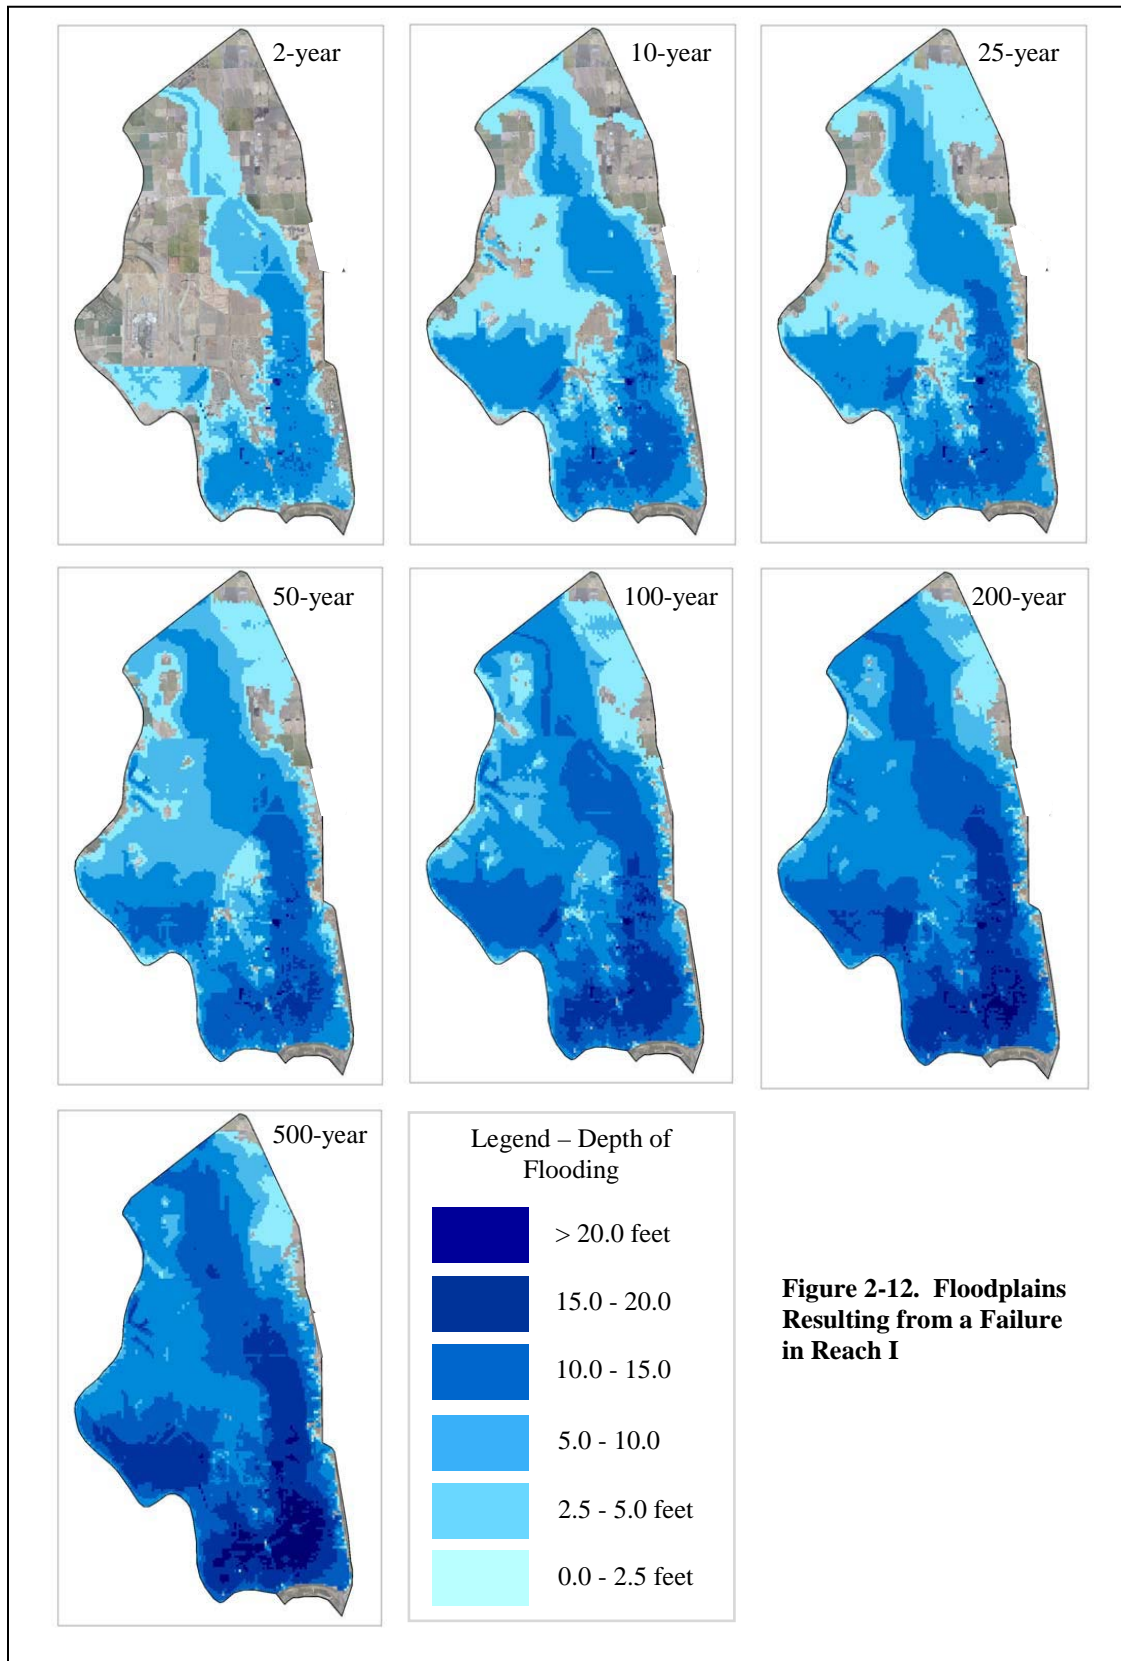 2-year
10-year
25-year
50-year
100-year
200-year
500-year
Legend – Depth of
Flooding
> 20.0 feet
15.0 - 20.0
10.0 - 15.0
5.0 - 10.0
2.5 - 5.0 feet
0.0 - 2.5 feet
Figure 2-12. Floodplains
Resulting from a Failure
in Reach I